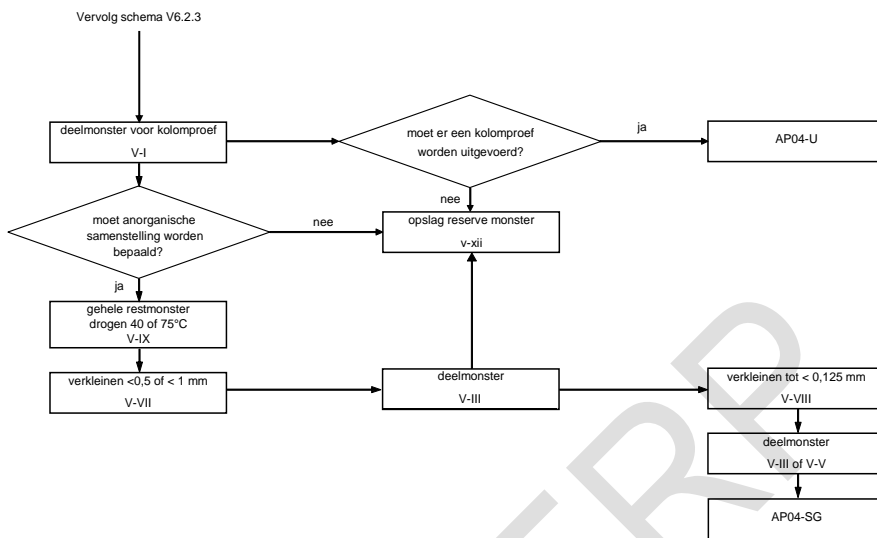 Vervolg schema V6.2.3
deelmonster voor kolomproef
V-I
moet er een kolomproef
worden uitgevoerd?
ja
AP04-U
nee
moet anorganische
samenstelling worden
bepaald?
nee
opslag reserve monster
v-xii
ja
gehele restmonster
drogen 40 of 75°C
V-IX
verkleinen <0,5 of < 1 mm
V-VII
deelmonster
V-III
verkleinen tot < 0,125 mm
V-VIII
deelmonster
V-III of V-V
AP04-SG
ERP